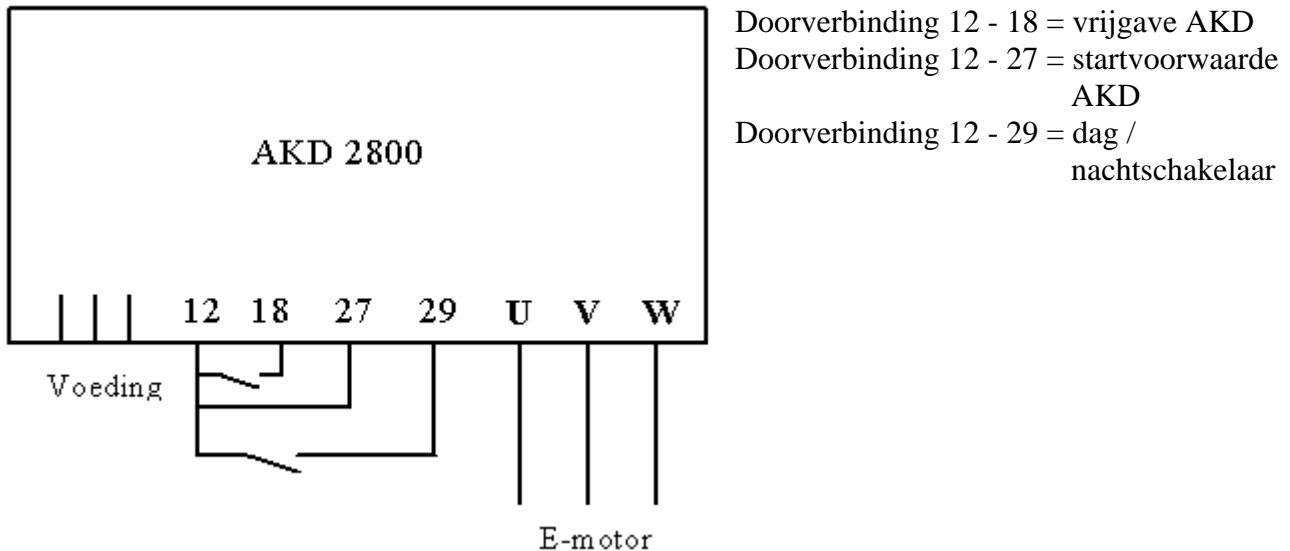 Doorverbinding 12 - 18 = vrijgave AKD
Doorverbinding 12 - 27 = startvoorwaarde
AKD
Doorverbinding 12 - 29 = dag /
nachtschakelaar
AKD 2800
12 18 27 29 U V W
Voeding
E-motor